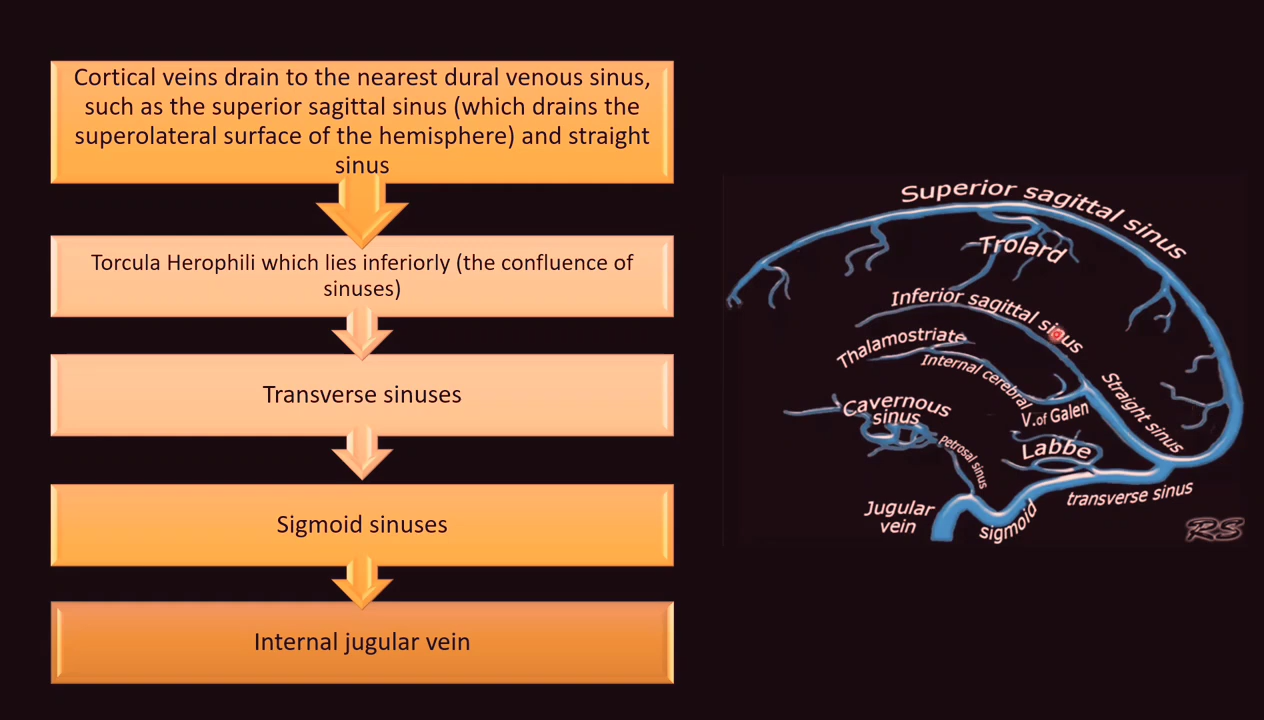 Cortical veins drain to the nearest dural venous sinus,
such as the superior sagittal sinus (which drains the
superolateral surface of the hemisphere) and straight
sinus
Torcula Herophili which lies inferiorly (the confluence of
sinuses)
Transverse sinuses
Sigmoid sinuses
Internal jugular vein
Superior sagittal sinus
Trolard
Inferior sagittal sinus
Thalamostriate
Internal cerebral
Straight sinus
Cavernous
sinus
V.of Galen
petrosal sinus
Labbe
transverse sinus
Jugular
vein
sigmoid
RS